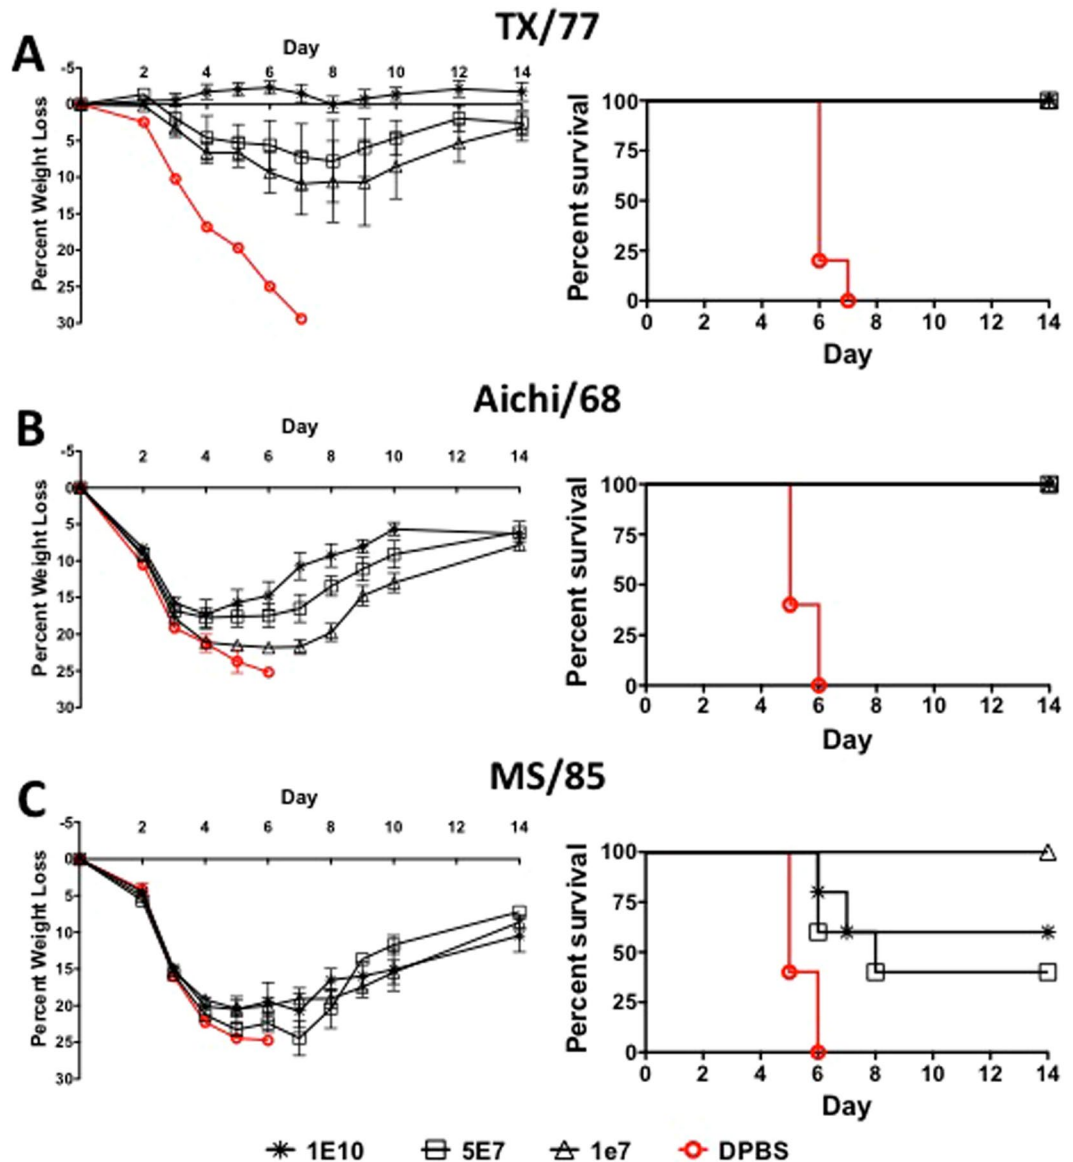 TX/77
A
Day
2 4 6 8 10 12 14
-5
0
5
10
15
20
25
30
Percent Weight Loss
100
75
50
25
0
Percent survival
0 2 4 6 8 10 12 14
Day
Aichi/68
B
Day
2 4 6 8 10 12 14
-5
0
5
10
15
20
25
30
Percent Weight Loss
100
75
50
25
0
Percent survival
0 2 4 6 8 10 12 14
Day
MS/85
C
Day
2 4 6 8 10 12 14
-5
0
5
10
15
20
25
30
Percent Weight Loss
100
75
50
25
0
Percent survival
0 2 4 6 8 10 12 14
Day
1E10 5E7 1e7 DPBS